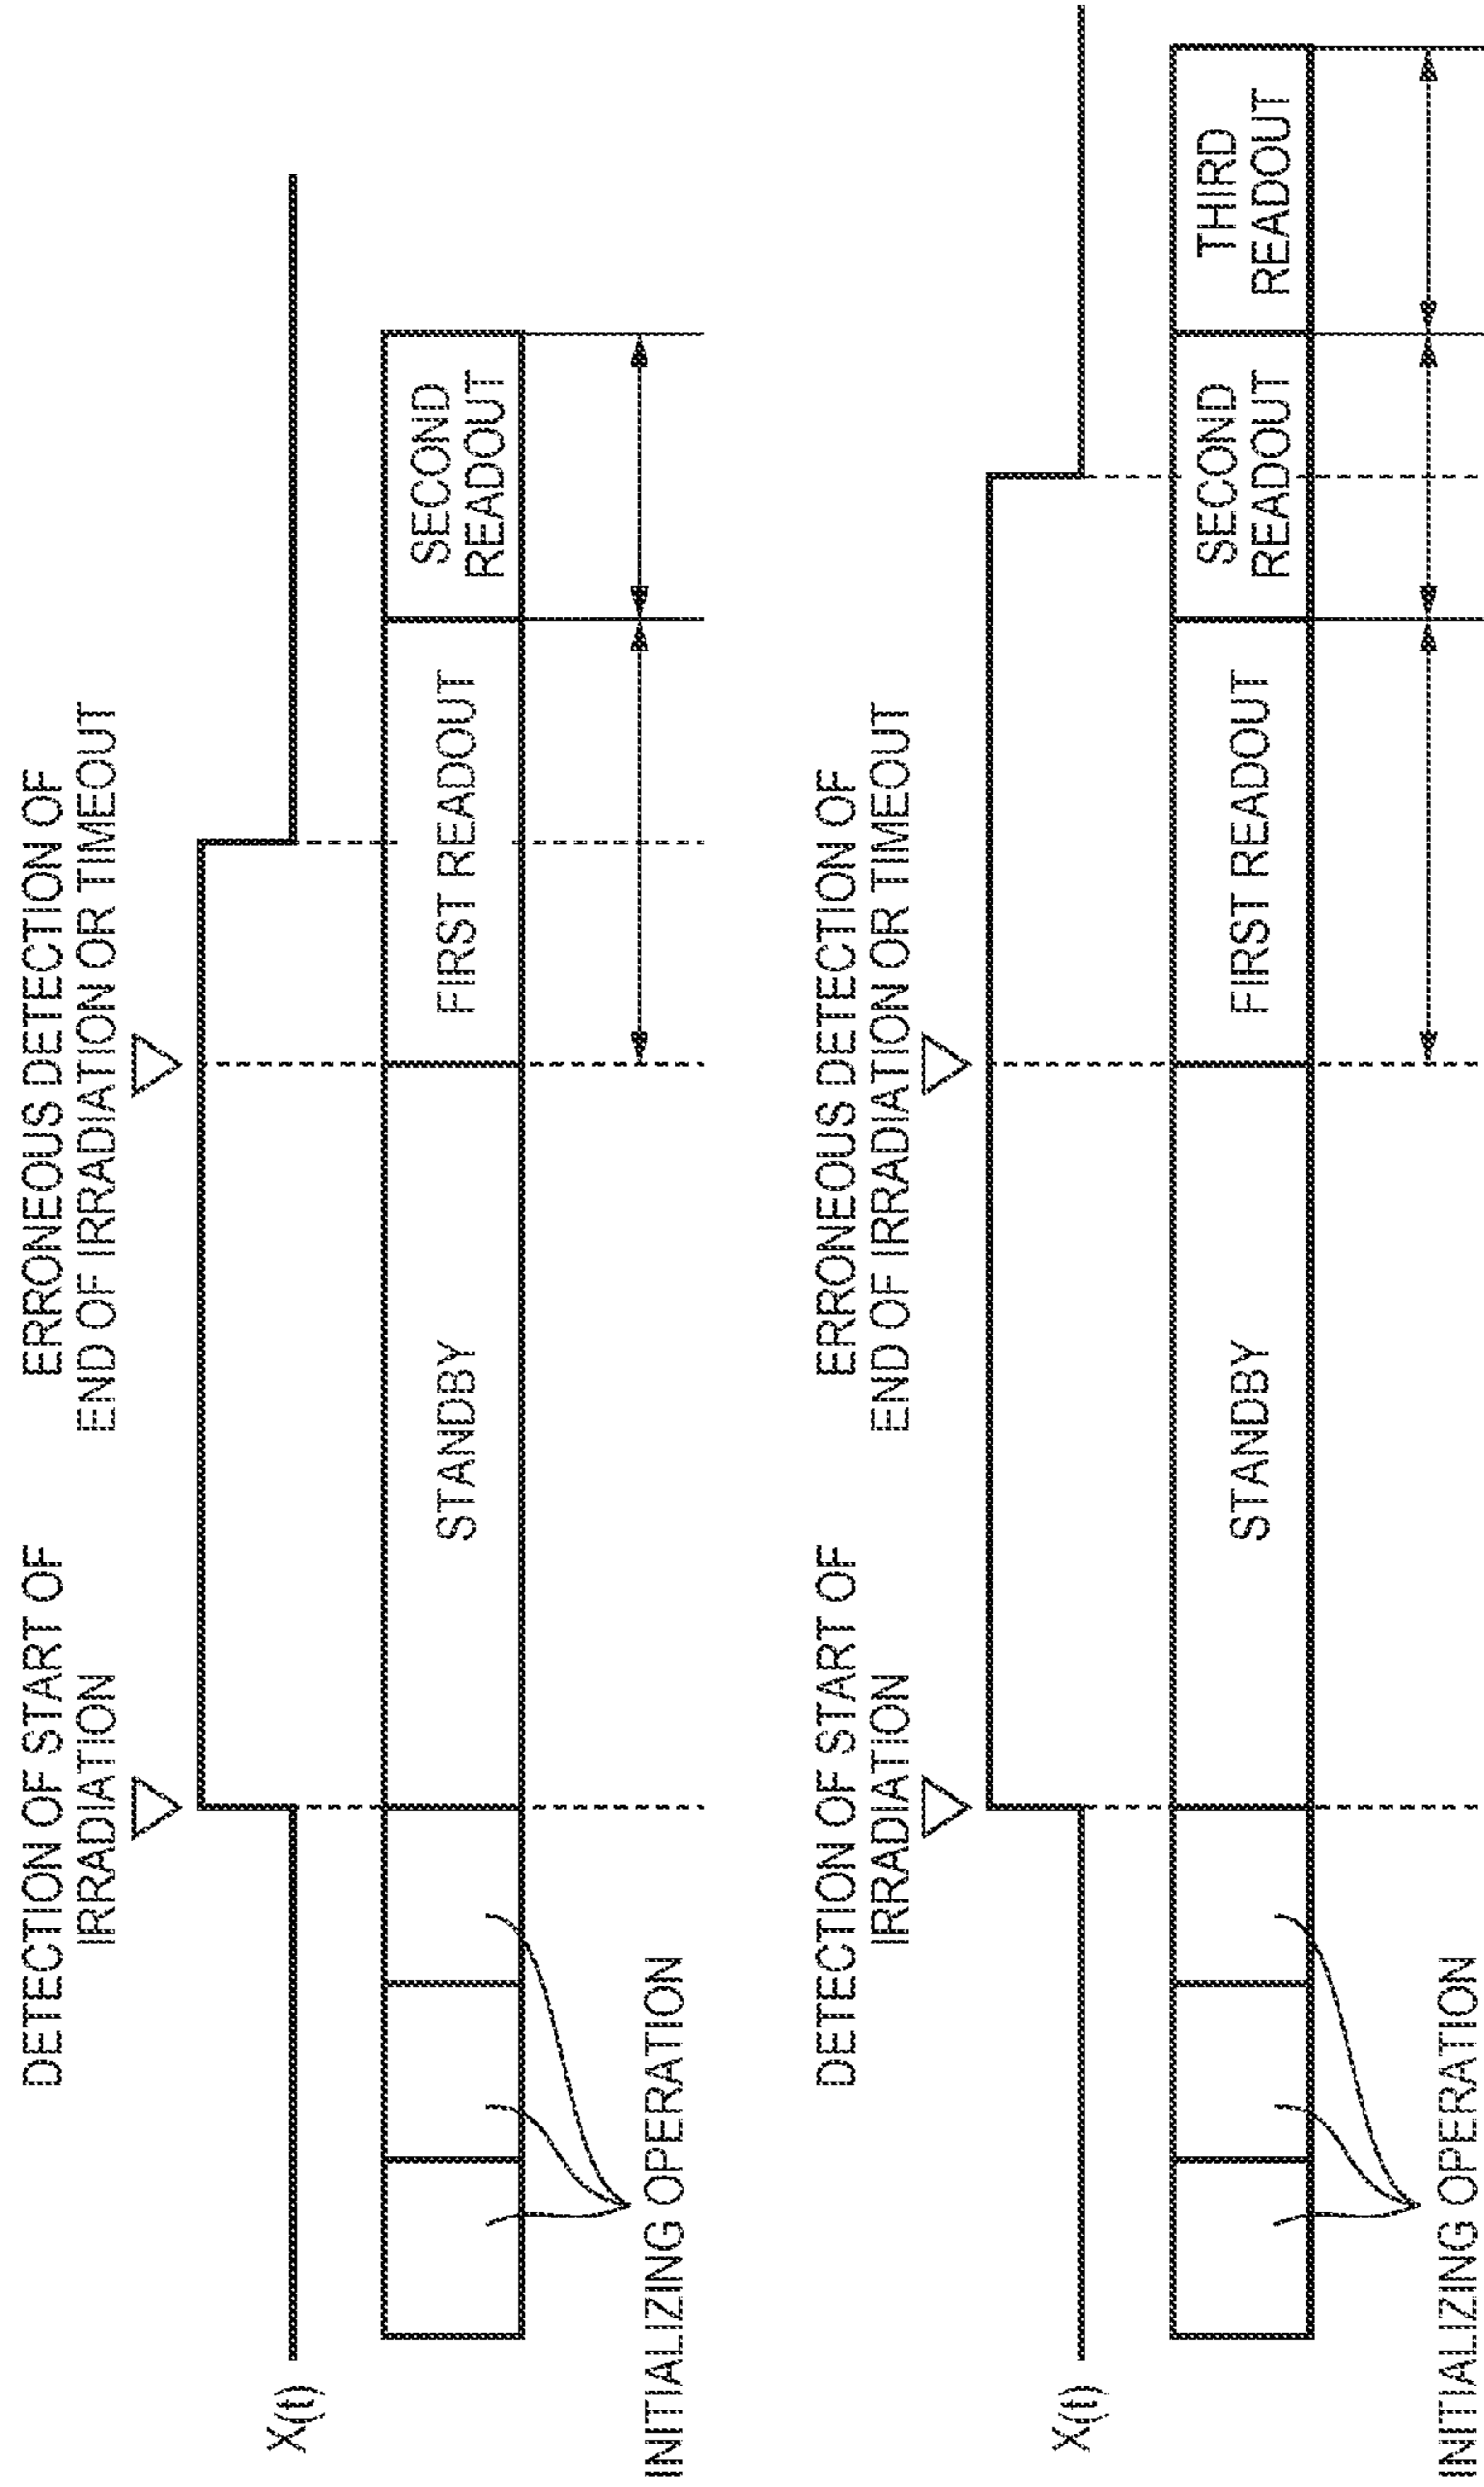 DETECTION OF START OF
IRRADIATION
ERRONEOUS DETECTION OF
END OF IRRADIATION OR TIMEOUT
X(t)
STANDBY
FIRST READOUT
SECOND
READOUT
INITIALIZING OPERATION
DETECTION OF START OF
IRRADIATION
ERRONEOUS DETECTION OF
END OF IRRADIATION OR TIMEOUT
X(t)
STANDBY
FIRST READOUT
SECOND
READOUT
THIRD
READOUT
INITIALIZING OPERATION